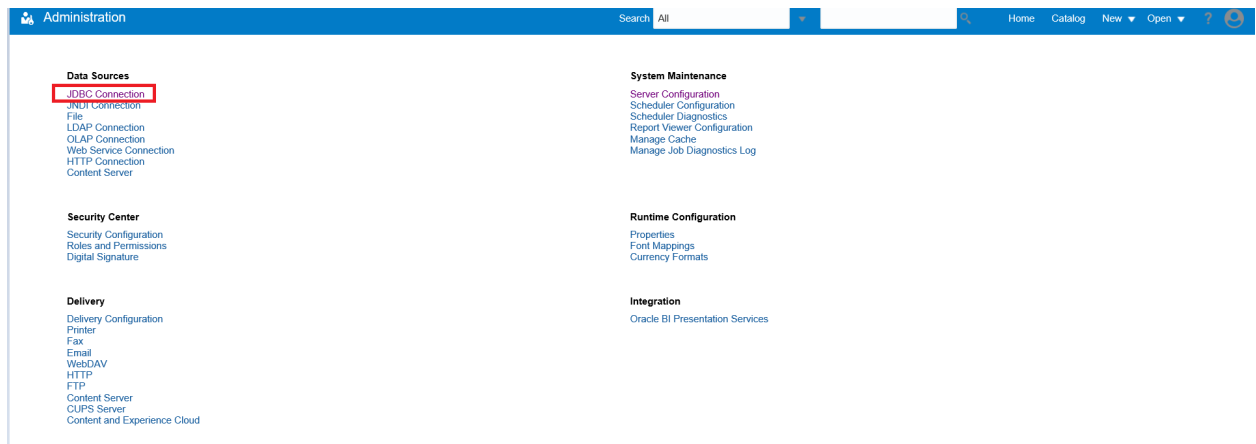 Administration
Search All
Home Catalog New Open ?
Data Sources
JDBC Connection
JNDI Connection
File
LDAP Connection
OLAP Connection
Web Service Connection
HTTP Connection
Content Server
System Maintenance
Server Configuration
Scheduler Configuration
Scheduler Diagnostics
Report Viewer Configuration
Manage Cache
Manage Job Diagnostics Log
Security Center
Security Configuration
Roles and Permissions
Digital Signature
Runtime Configuration
Properties
Font Mappings
Currency Formats
Delivery
Delivery Configuration
Printer
Fax
Email
WebDAV
HTTP
FTP
Content Server
CUPS Server
Content and Experience Cloud
Integration
Oracle BI Presentation Services